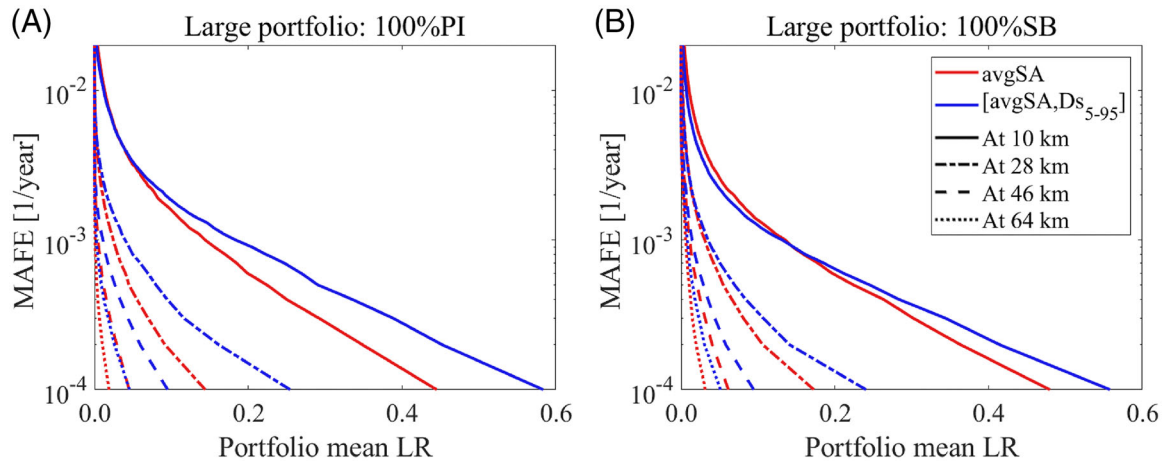 (A) Large portfolio: 100%PI
MAFE [1/year]
10⁻²
10⁻³
10⁻⁴
0.0 0.2 0.4 0.6
Portfolio mean LR
(B) Large portfolio: 100%SB
avgSA
[avgSA,Ds₅₋₉₅]
At 10 km
At 28 km
At 46 km
At 64 km
MAFE [1/year]
10⁻²
10⁻³
10⁻⁴
0.0 0.2 0.4 0.6
Portfolio mean LR